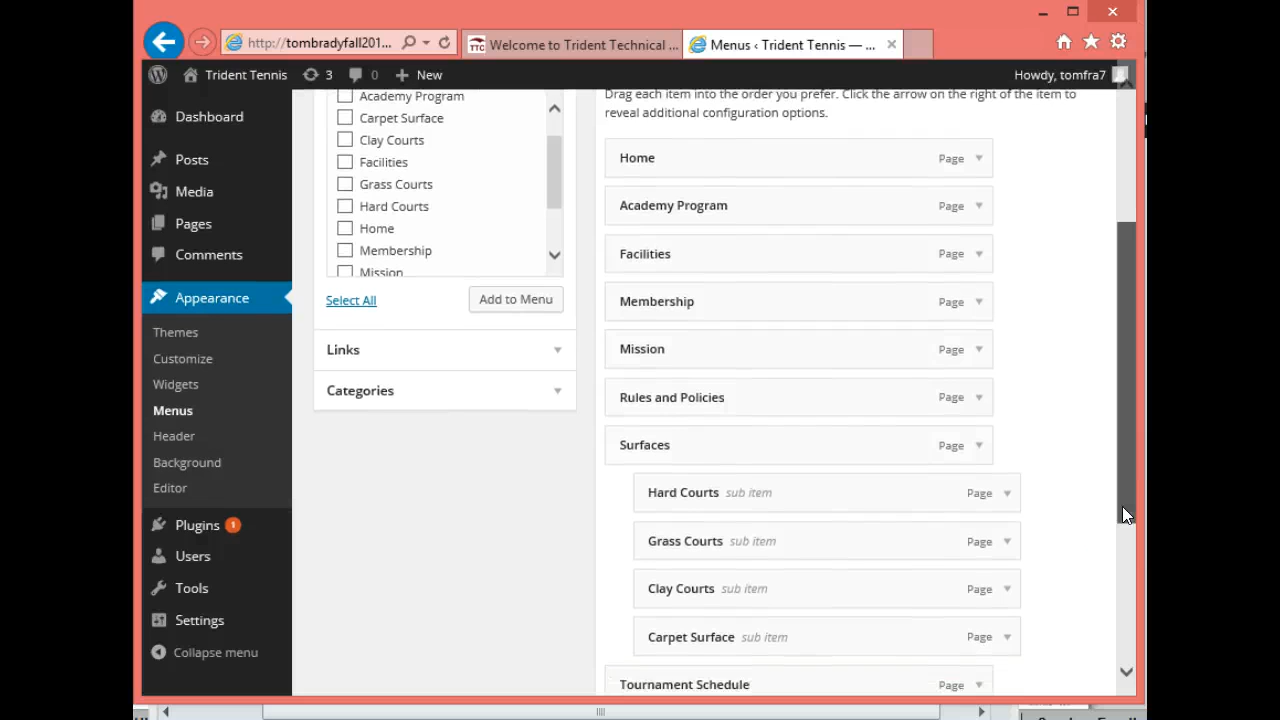 http://tombradyfall201...
Welcome to Trident Technical ...
Menus ‹ Trident Tennis — ...
Trident Tennis
3
0
New
Howdy, tomfra7
Dashboard
Posts
Media
Pages
Comments
Appearance
Themes
Customize
Widgets
Menus
Header
Background
Editor
Plugins 1
Users
Tools
Settings
Collapse menu
Academy Program
Carpet Surface
Clay Courts
Facilities
Grass Courts
Hard Courts
Home
Membership
Mission
Select All
Add to Menu
Links
Categories
Drag each item into the order you prefer. Click the arrow on the right of the item to
reveal additional configuration options.
Home Page
Academy Program Page
Facilities Page
Membership Page
Mission Page
Rules and Policies Page
Surfaces Page
Hard Courts sub item Page
Grass Courts sub item Page
Clay Courts sub item Page
Carpet Surface sub item Page
Tournament Schedule Page